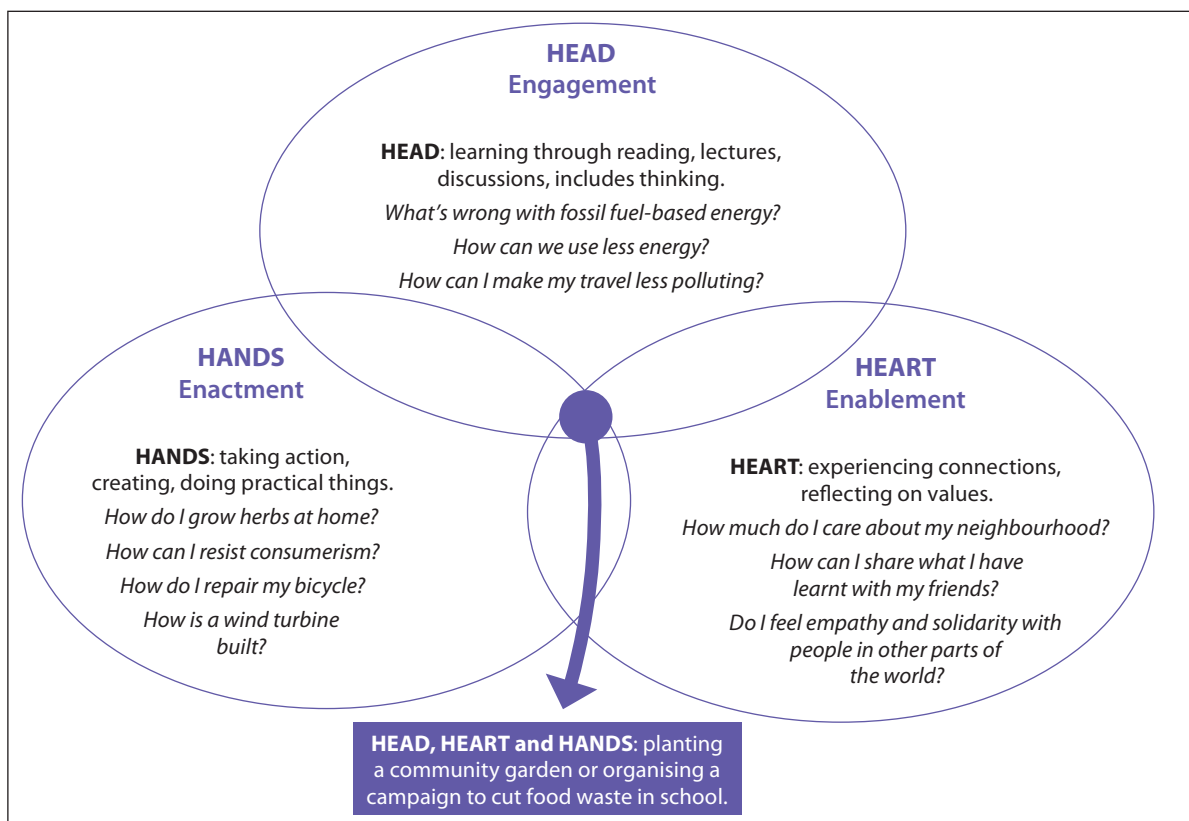 HEAD
Engagement
HEAD: learning through reading, lectures,
discussions, includes thinking.
What's wrong with fossil fuel-based energy?
How can we use less energy?
How can I make my travel less polluting?
HANDS
Enactment
HANDS: taking action,
creating, doing practical things.
How do I grow herbs at home?
How can I resist consumerism?
How do I repair my bicycle?
How is a wind turbine
built?
HEART
Enablement
HEART: experiencing connections,
reflecting on values.
How much do I care about my neighbourhood?
How can I share what I have
learnt with my friends?
Do I feel empathy and solidarity with
people in other parts of
the world?
HEAD, HEART and HANDS: planting
a community garden or organising a
campaign to cut food waste in school.